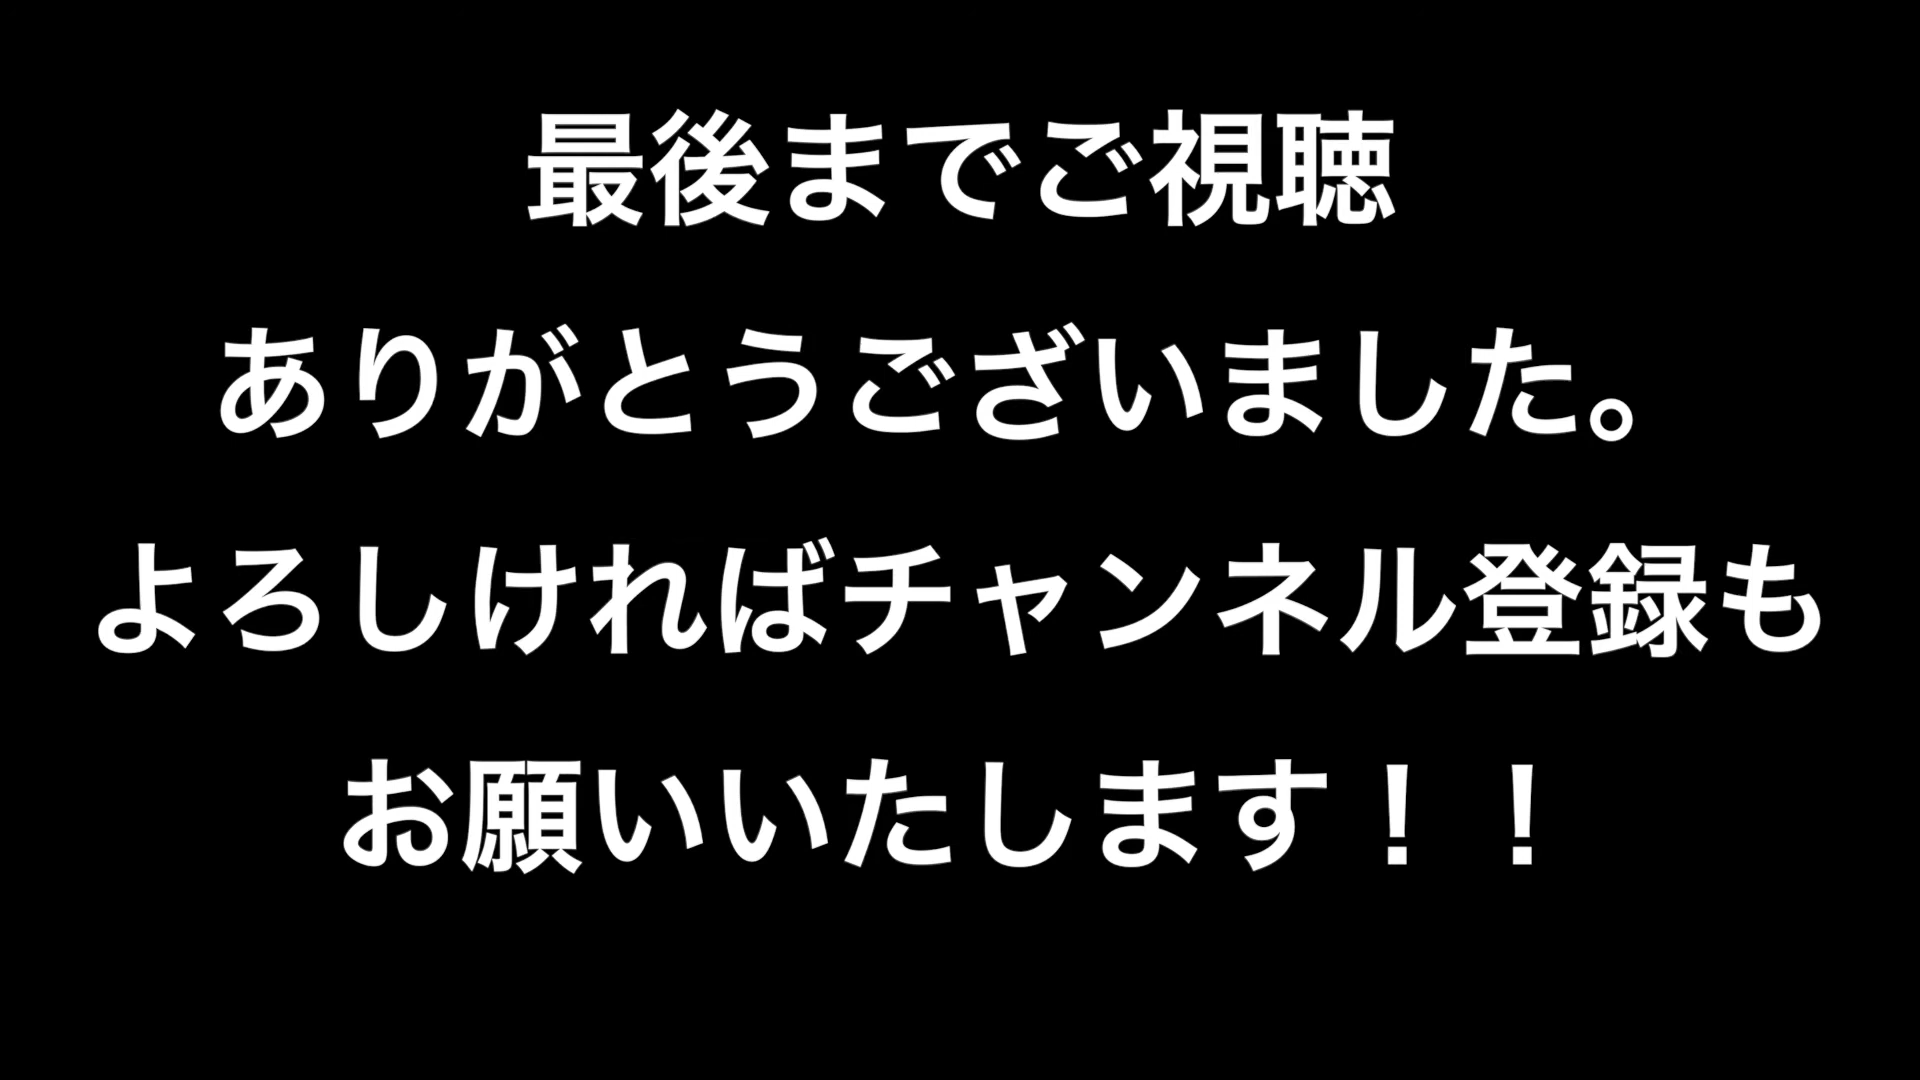 最後までご視聴
ありがとうございました。
よろしければチャンネル登録も
お願いいたします！！